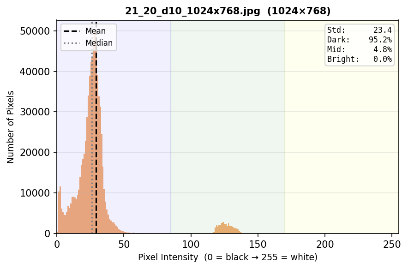 21_20_d10_1024x768.jpg  (1024×768)
Number of Pixels
50000
40000
30000
20000
10000
0
Mean
Median
Std: 23.4
Dark: 95.2%
Mid: 4.8%
Bright: 0.0%
0 50 100 150 200 250
Pixel Intensity  (0 = black → 255 = white)